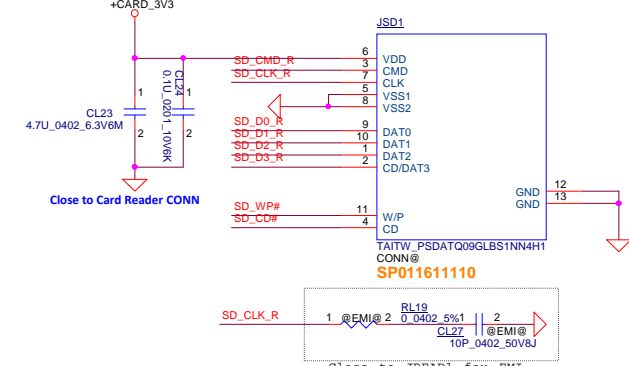 +CARD_3V3
JSD1
SD_CMD_R 6 VDD
SD_CLK_R 3 CMD
7 CLK
5 VSS1
8 VSS2
SD_D0_R 9 DAT0
SD_D1_R 10 DAT1
SD_D2_R 1 DAT2
SD_D3_R 2 CD/DAT3
CL23
4.7U_0402_6.3V6M
1
2
CL24
0.1U_0201_10V6K
1
2
Close to Card Reader CONN
SD_WP# 11 W/P
SD_CD# 4 CD
GND 12
GND 13
TAITW_PSDATQ09GLBS1NN4H1
CONN@
SP011611110
SD_CLK_R 1 @EMI@ 2
RL19
0_0402_5%
CL27
1 2
@EMI@
10P_0402_50V8J